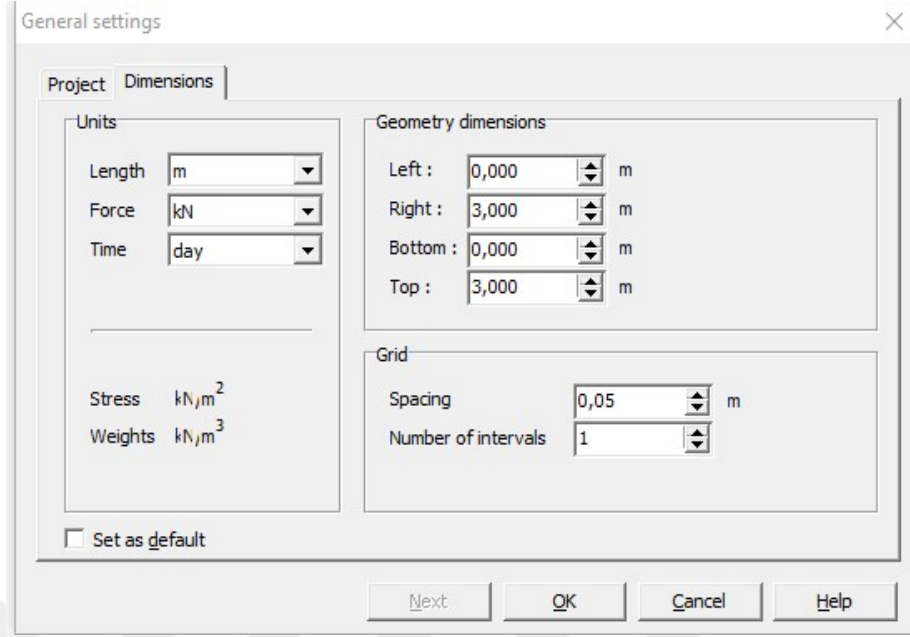 General settings
Project Dimensions
Units
Length m
Force kN
Time day
Stress kN/m²
Weights kN/m³
Geometry dimensions
Left : 0,000 m
Right : 3,000 m
Bottom : 0,000 m
Top : 3,000 m
Grid
Spacing 0,05 m
Number of intervals 1
Set as default
Next OK Cancel Help